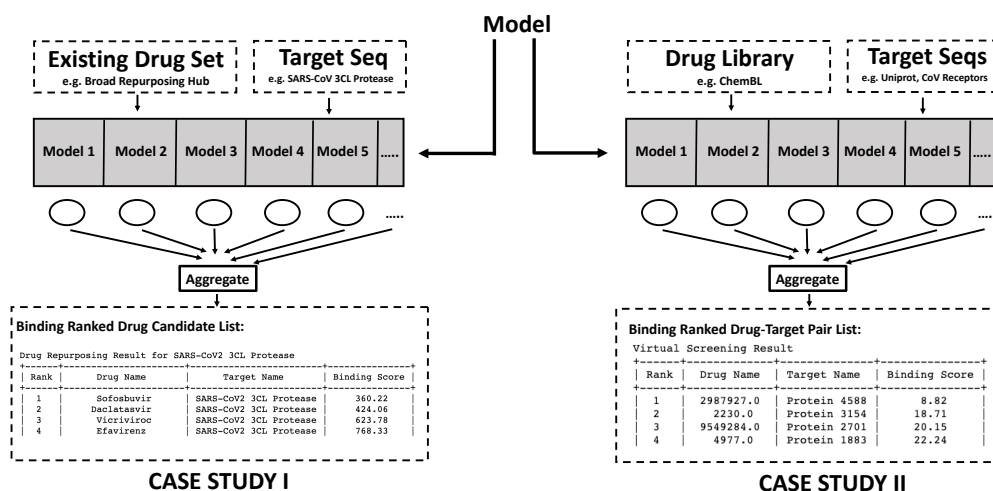 Model
Existing Drug Set
e.g. Broad Repurposing Hub
Target Seq
e.g. SARS-CoV 3CL Protease
Model 1 Model 2 Model 3 Model 4 Model 5 .....
.....
Aggregate
Binding Ranked Drug Candidate List:
Drug Repurposing Result for SARS-CoV2 3CL Protease
Rank | Drug Name | Target Name | Binding Score
1 | Sofosbuvir | SARS-CoV2 3CL Protease | 360.22
2 | Daclatasvir | SARS-CoV2 3CL Protease | 424.06
3 | Vicriviroc | SARS-CoV2 3CL Protease | 623.78
4 | Efavirenz | SARS-CoV2 3CL Protease | 768.33
CASE STUDY I
Drug Library
e.g. ChemBL
Target Seqs
e.g. Uniprot, CoV Receptors
Model 1 Model 2 Model 3 Model 4 Model 5 .....
.....
Aggregate
Binding Ranked Drug-Target Pair List:
Virtual Screening Result
Rank | Drug Name | Target Name | Binding Score
1 | 2987927.0 | Protein 4588 | 8.82
2 | 2230.0 | Protein 3154 | 18.71
3 | 9549284.0 | Protein 2701 | 20.15
4 | 4977.0 | Protein 1883 | 22.24
CASE STUDY II